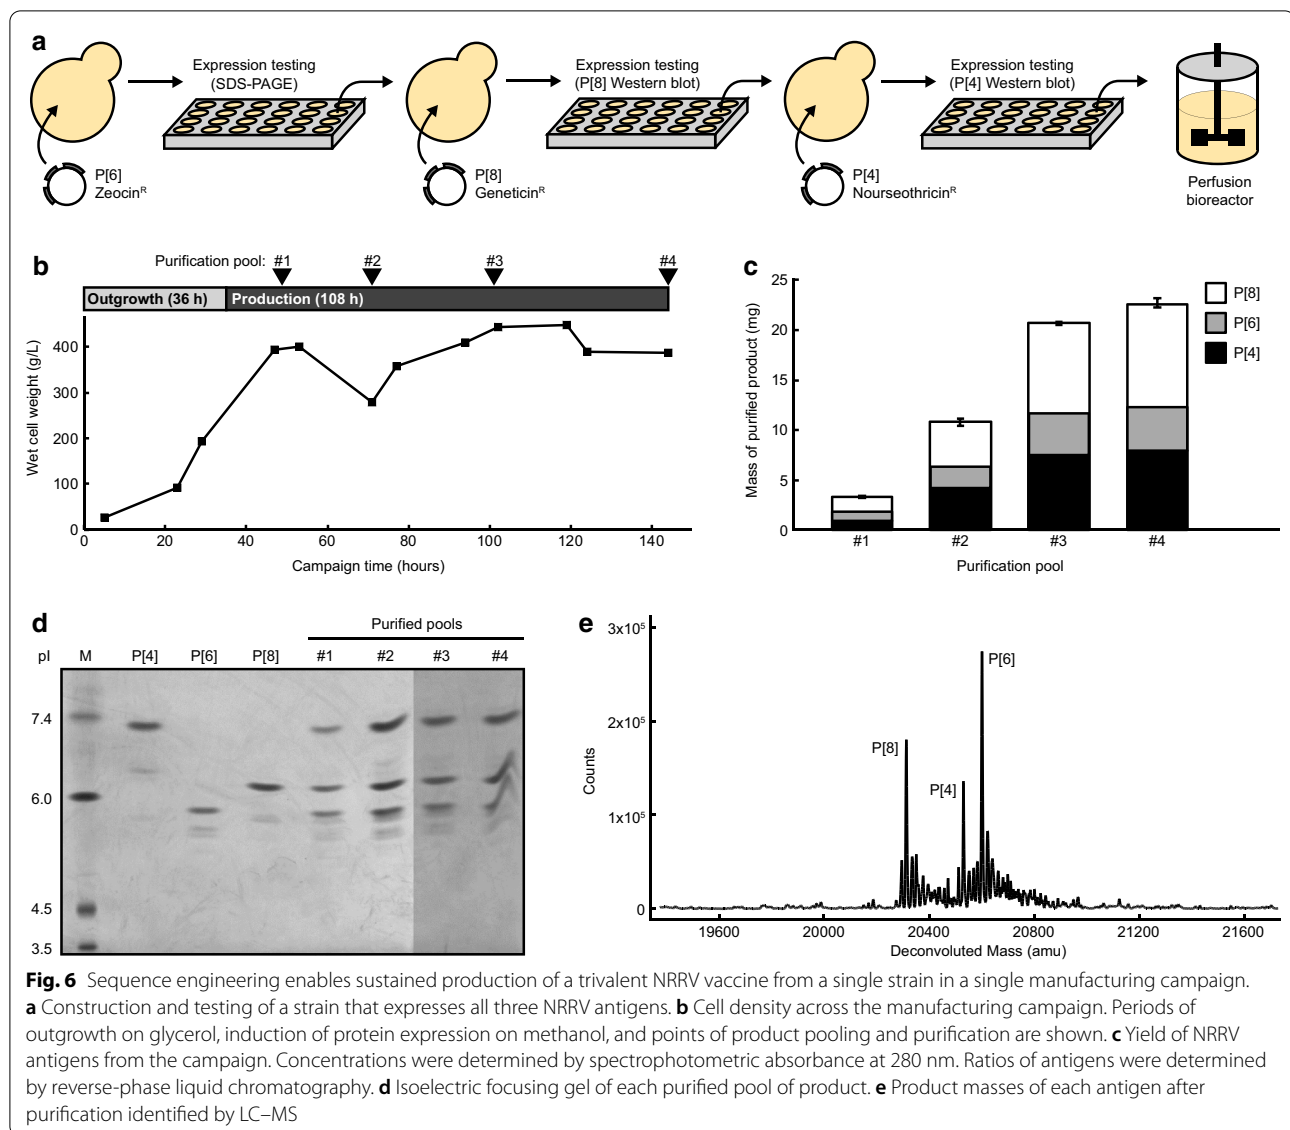 a
Expression testing
(SDS-PAGE)
Expression testing
(P[8] Western blot)
Expression testing
(P[4] Western blot)
P[6]
Zeocinᴿ
P[8]
Geneticinᴿ
P[4]
Nourseothricinᴿ
Perfusion
bioreactor
b
Purification pool: #1 #2 #3 #4
Outgrowth (36 h) Production (108 h)
Wet cell weight (g/L)
400
300
200
100
0
0 20 40 60 80 100 120 140
Campaign time (hours)
c
Mass of purified product (mg)
25
20
15
10
5
0
P[8]
P[6]
P[4]
#1 #2 #3 #4
Purification pool
d
Purified pools
pI M P[4] P[6] P[8] #1 #2 #3 #4
7.4
6.0
4.5
3.5
e
Counts
3x10⁵
2x10⁵
1x10⁵
0
P[6]
P[8]
P[4]
19600 20000 20400 20800 21200 21600
Deconvoluted Mass (amu)
Fig. 6 Sequence engineering enables sustained production of a trivalent NRRV vaccine from a single strain in a single manufacturing campaign.
a Construction and testing of a strain that expresses all three NRRV antigens. b Cell density across the manufacturing campaign. Periods of
outgrowth on glycerol, induction of protein expression on methanol, and points of product pooling and purification are shown. c Yield of NRRV
antigens from the campaign. Concentrations were determined by spectrophotometric absorbance at 280 nm. Ratios of antigens were determined
by reverse-phase liquid chromatography. d Isoelectric focusing gel of each purified pool of product. e Product masses of each antigen after
purification identified by LC–MS